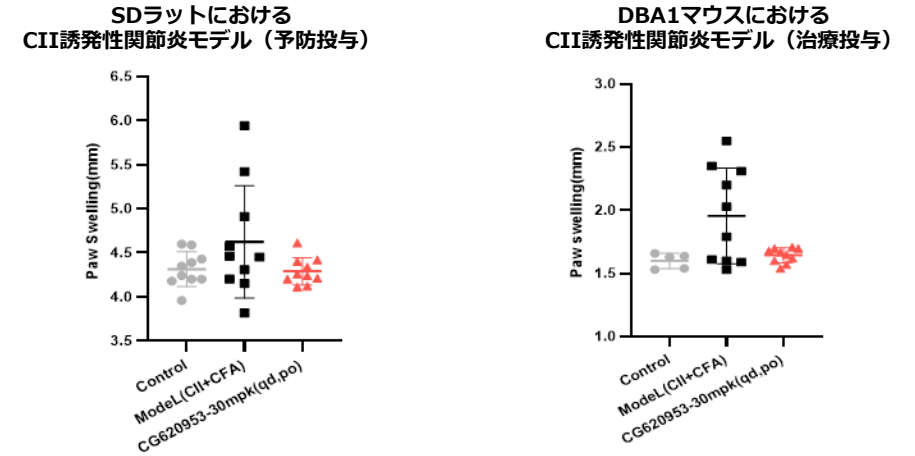 SDラットにおける
CII誘発性関節炎モデル（予防投与）
Paw Swelling(mm)
6.5
6.0
5.5
5.0
4.5
4.0
3.5
Control
ModeL(CII+CFA)
CG620953-30mpk(qd,po)
DBA1マウスにおける
CII誘発性関節炎モデル（治療投与）
Paw swelling(mm)
3.0
2.5
2.0
1.5
1.0
Control
ModeL(CII+CFA)
CG620953-30mpk(qd,po)